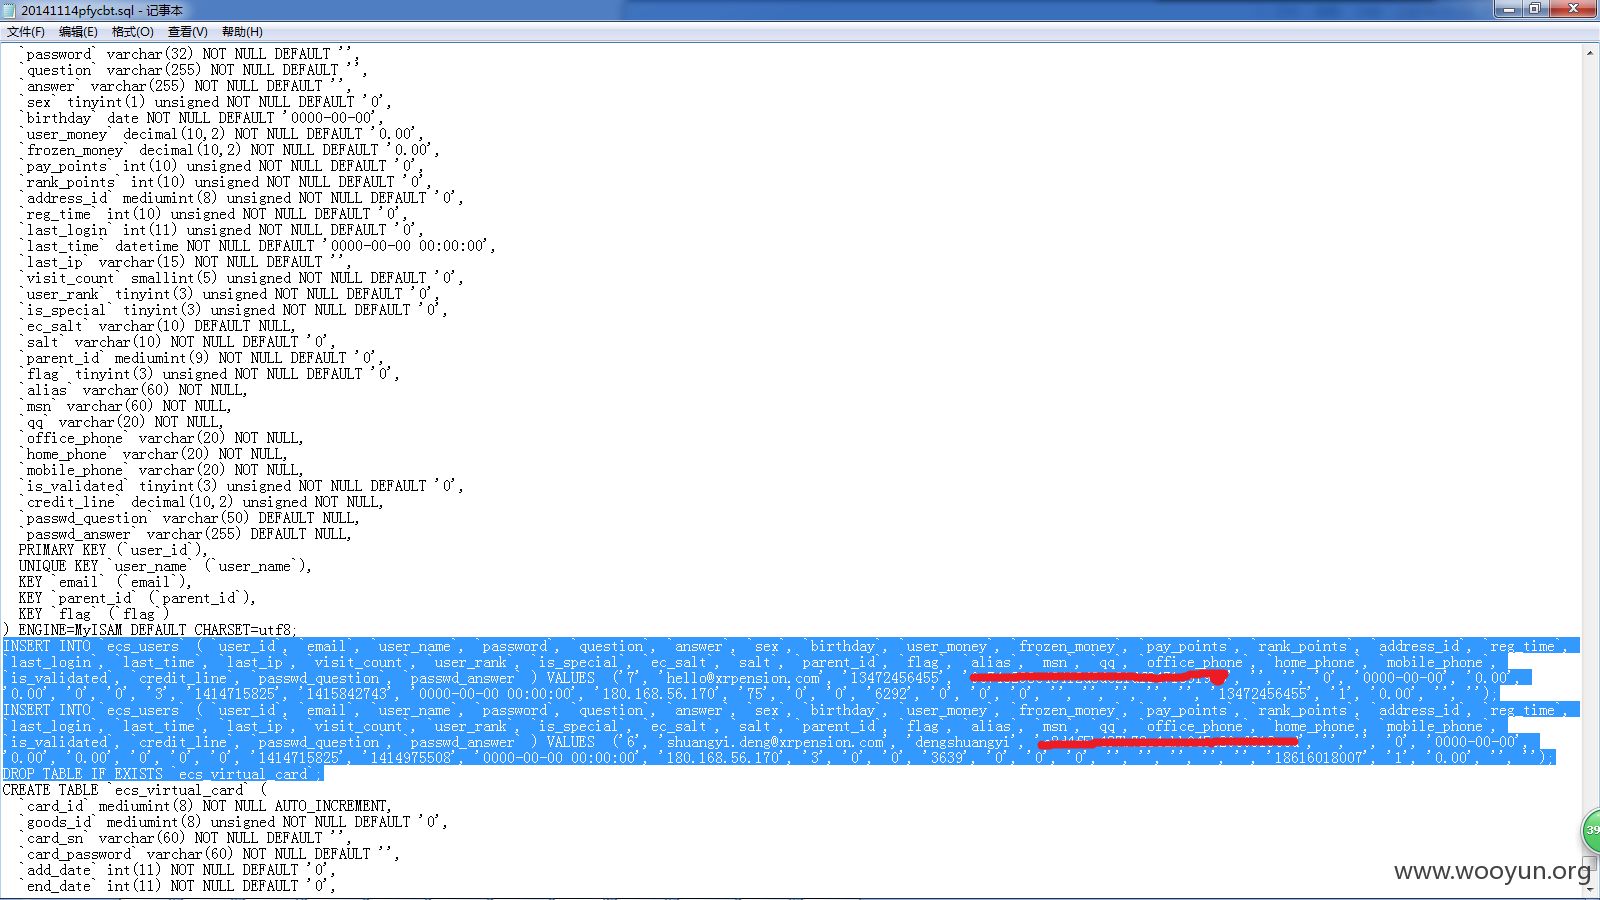 20141114pfycbt.sql - 记事本
文件(F) 编辑(E) 格式(O) 查看(V) 帮助(H)
`password` varchar(32) NOT NULL DEFAULT '',
`question` varchar(255) NOT NULL DEFAULT '',
`answer` varchar(255) NOT NULL DEFAULT '',
`sex` tinyint(1) unsigned NOT NULL DEFAULT '0',
`birthday` date NOT NULL DEFAULT '0000-00-00',
`user_money` decimal(10,2) NOT NULL DEFAULT '0.00',
`frozen_money` decimal(10,2) NOT NULL DEFAULT '0.00',
`pay_points` int(10) unsigned NOT NULL DEFAULT '0',
`rank_points` int(10) unsigned NOT NULL DEFAULT '0',
`address_id` mediumint(8) unsigned NOT NULL DEFAULT '0',
`reg_time` int(10) unsigned NOT NULL DEFAULT '0',
`last_login` int(11) unsigned NOT NULL DEFAULT '0',
`last_time` datetime NOT NULL DEFAULT '0000-00-00 00:00:00',
`last_ip` varchar(15) NOT NULL DEFAULT '',
`visit_count` smallint(5) unsigned NOT NULL DEFAULT '0',
`user_rank` tinyint(3) unsigned NOT NULL DEFAULT '0',
`is_special` tinyint(3) unsigned NOT NULL DEFAULT '0',
`ec_salt` varchar(10) DEFAULT NULL,
`salt` varchar(10) NOT NULL DEFAULT '0',
`parent_id` mediumint(9) NOT NULL DEFAULT '0',
`flag` tinyint(3) unsigned NOT NULL DEFAULT '0',
`alias` varchar(60) NOT NULL,
`msn` varchar(60) NOT NULL,
`qq` varchar(20) NOT NULL,
`office_phone` varchar(20) NOT NULL,
`home_phone` varchar(20) NOT NULL,
`mobile_phone` varchar(20) NOT NULL,
`is_validated` tinyint(3) unsigned NOT NULL DEFAULT '0',
`credit_line` decimal(10,2) unsigned NOT NULL,
`passwd_question` varchar(50) DEFAULT NULL,
`passwd_answer` varchar(255) DEFAULT NULL,
PRIMARY KEY (`user_id`),
UNIQUE KEY `user_name` (`user_name`),
KEY `email` (`email`),
KEY `parent_id` (`parent_id`),
KEY `flag` (`flag`)
) ENGINE=MyISAM DEFAULT CHARSET=utf8;
INSERT INTO `ecs_users` ( `user_id`, `email`, `user_name`, `password`, `question`, `answer`, `sex`, `birthday`, `user_money`, `frozen_money`, `pay_points`, `rank_points`, `address_id`, `reg_time`,
`last_login`, `last_time`, `last_ip`, `visit_count`, `user_rank`, `is_special`, `ec_salt`, `salt`, `parent_id`, `flag`, `alias`, `msn`, `qq`, `office_phone`, `home_phone`, `mobile_phone`,
`is_validated`, `credit_line`, `passwd_question`, `passwd_answer` ) VALUES ('7', 'hello@xrpension.com', '13472456455', '', '', '0', '0000-00-00', '0.00',
'0.00', '0', '0', '3', '1414715825', '1415842743', '0000-00-00 00:00:00', '180.168.56.170', '75', '0', '0', '6292', '0', '0', '0', '', '', '', '', '', '13472456455', '1', '0.00', '', '');
INSERT INTO `ecs_users` ( `user_id`, `email`, `user_name`, `password`, `question`, `answer`, `sex`, `birthday`, `user_money`, `frozen_money`, `pay_points`, `rank_points`, `address_id`, `reg_time`,
`last_login`, `last_time`, `last_ip`, `visit_count`, `user_rank`, `is_special`, `ec_salt`, `salt`, `parent_id`, `flag`, `alias`, `msn`, `qq`, `office_phone`, `home_phone`, `mobile_phone`,
`is_validated`, `credit_line`, `passwd_question`, `passwd_answer` ) VALUES ('6', 'shuangyi.deng@xrpension.com', 'dengshuangyi', '', '', '0', '0000-00-00',
'0.00', '0.00', '0', '0', '0', '1414715825', '1414975508', '0000-00-00 00:00:00', '180.168.56.170', '3', '0', '0', '3639', '0', '0', '0', '', '', '', '', '', '18616018007', '1', '0.00', '', '');
DROP TABLE IF EXISTS `ecs_virtual_card`;
CREATE TABLE `ecs_virtual_card` (
`card_id` mediumint(8) NOT NULL AUTO_INCREMENT,
`goods_id` mediumint(8) unsigned NOT NULL DEFAULT '0',
`card_sn` varchar(60) NOT NULL DEFAULT '',
`card_password` varchar(60) NOT NULL DEFAULT '',
`add_date` int(11) NOT NULL DEFAULT '0',
`end_date` int(11) NOT NULL DEFAULT '0',
39
www.wooyun.org